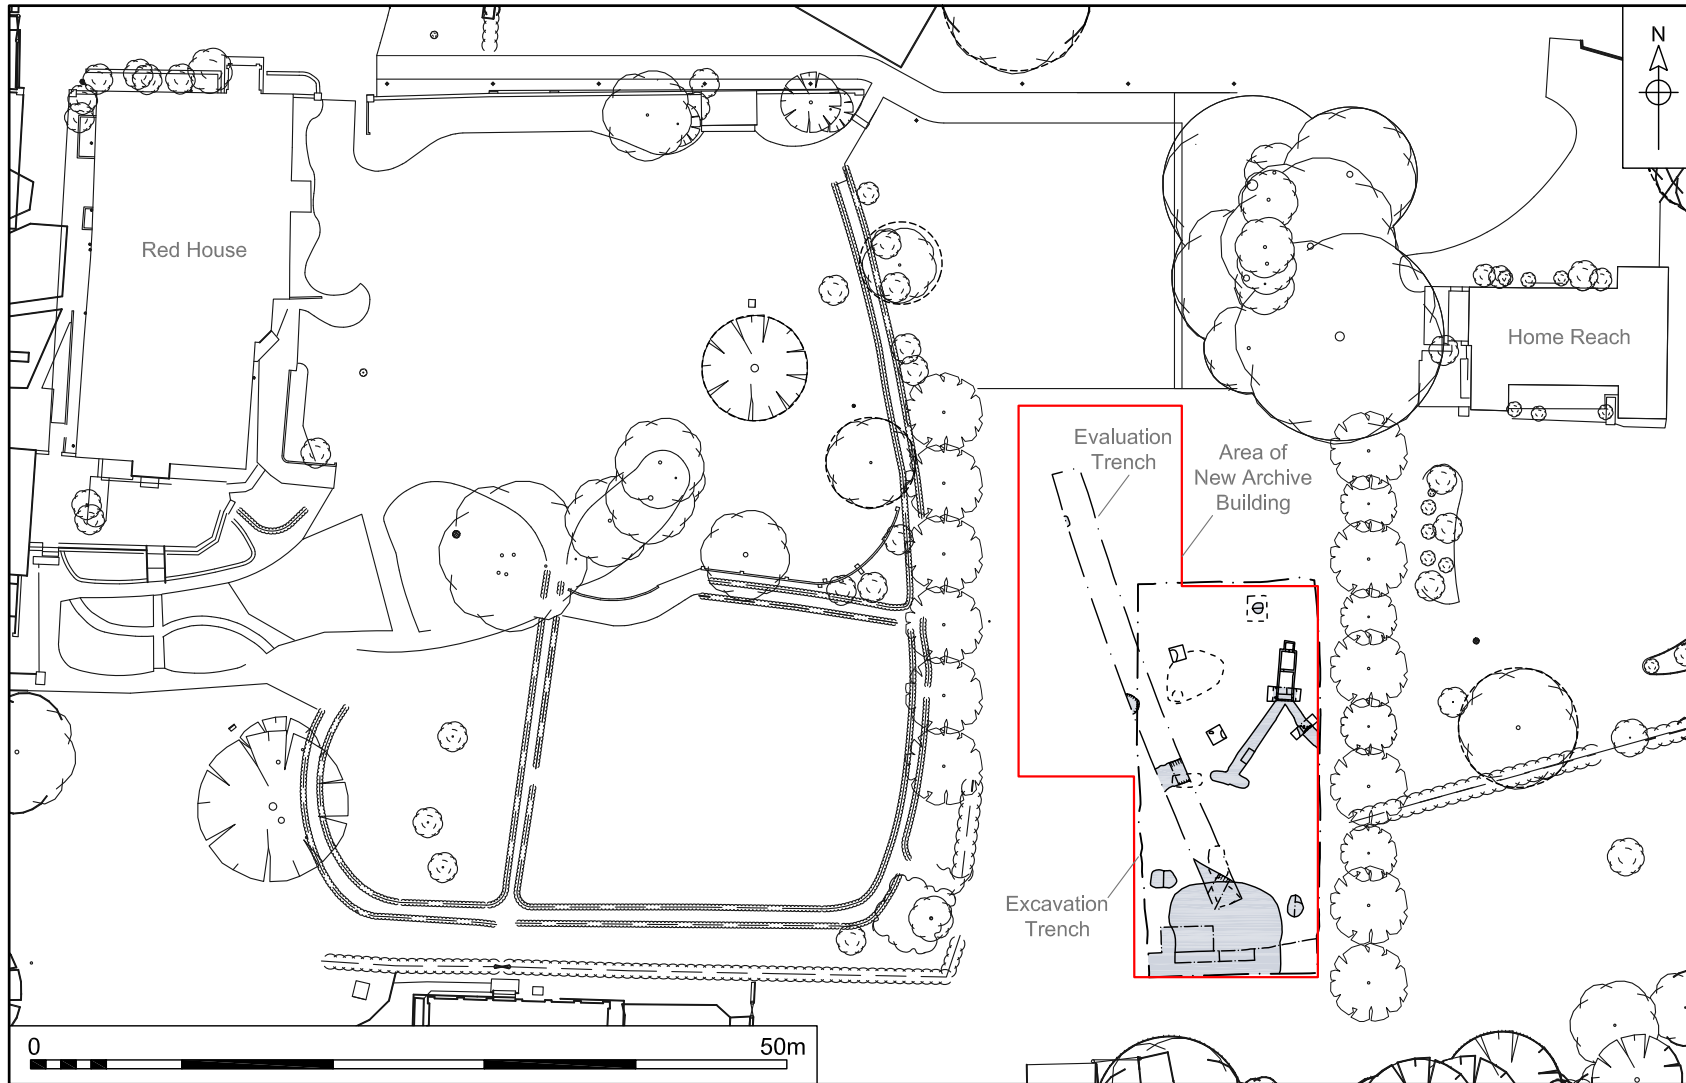 N
Red House
Home Reach
Evaluation
Trench
Area of
New Archive
Building
Excavation
Trench
0
50m